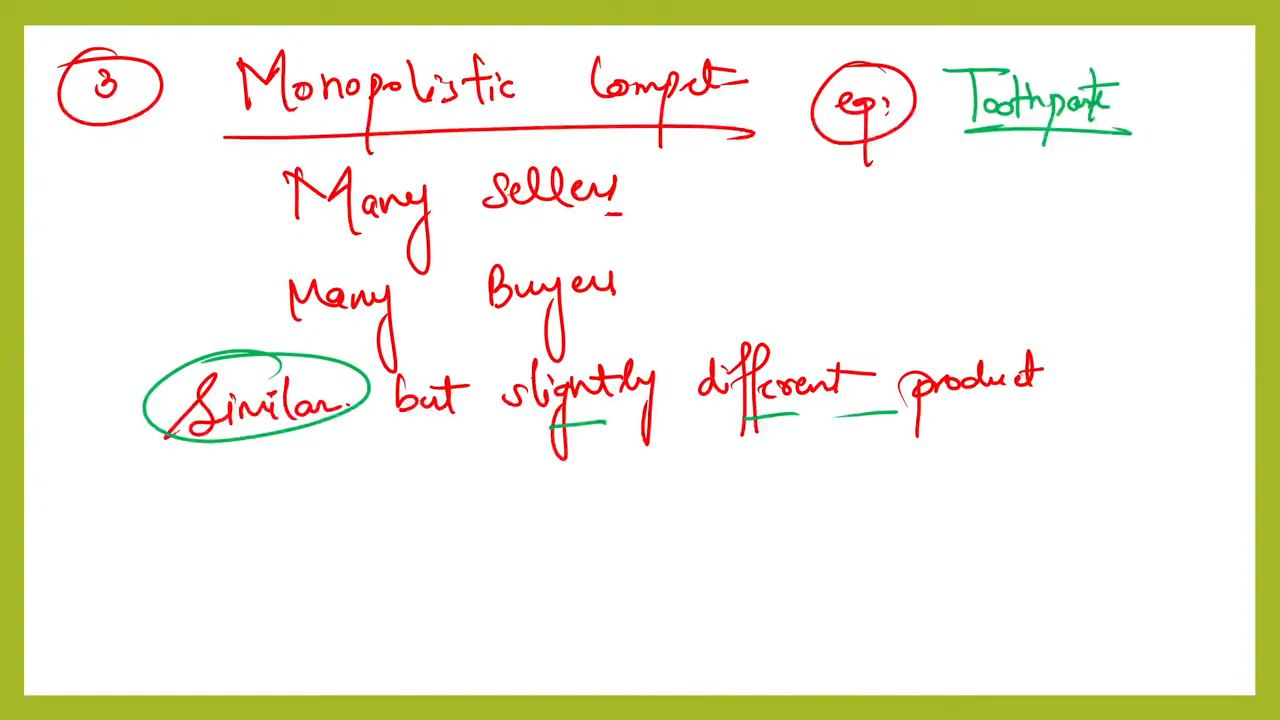 3 Monopolistic Compet eg: Toothpaste
Many Sellers
Many Buyers
Similar but slightly different product